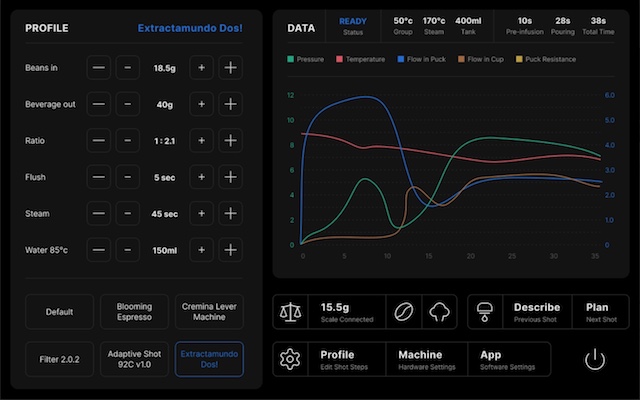 PROFILE Extractamundo Dos!
Beans in — - 18.5g + +
Beverage out — - 40g + +
Ratio — - 1 : 2.1 + +
Flush — - 5 sec + +
Steam — - 45 sec + +
Water 85°c — - 150ml + +
Default
Blooming
Espresso
Cremina Lever
Machine
Filter 2.0.2
Adaptive Shot
92C v1.0
Extractamundo
Dos!
DATA
READY
Status
50°c 170°c 400ml
Group Steam Tank
10s 28s 38s
Pre-infusion Pouring Total Time
Pressure Temperature Flow in Puck Flow in Cup Puck Resistance
12 6.0
10 5.0
8 4.0
6 3.0
4 2.0
2 1.0
0
0 5 10 15 20 25 30 35
15.5g
Scale Connected
Describe
Previous Shot
Plan
Next Shot
Profile
Edit Shot Steps
Machine
Hardware Settings
App
Software Settings